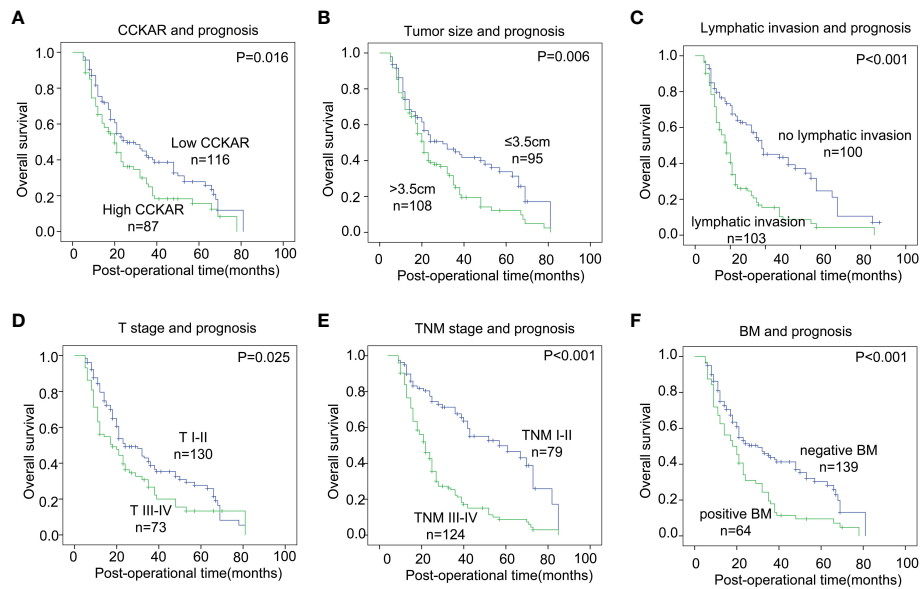 A
CCKAR and prognosis
P=0.016
Overall survival
1.0
0.8
0.6
0.4
0.2
0.0
Low CCKAR
n=116
High CCKAR
n=87
0 20 40 60 80 100
Post-operational time(months)
B
Tumor size and prognosis
P=0.006
Overall survival
1.0
0.8
0.6
0.4
0.2
0.0
≤3.5cm
n=95
>3.5cm
n=108
0 20 40 60 80 100
Post-operational time(months)
C
Lymphatic invasion and prognosis
P<0.001
Overall survival
1.0
0.8
0.6
0.4
0.2
0.0
no lymphatic invasion
n=100
lymphatic invasion
n=103
0 20 40 60 80 100
Post-operational time(months)
D
T stage and prognosis
P=0.025
Overall survival
1.0
0.8
0.6
0.4
0.2
0.0
T I-II
n=130
T III-IV
n=73
0 20 40 60 80 100
Post-operational time(months)
E
TNM stage and prognosis
P<0.001
Overall survival
1.0
0.8
0.6
0.4
0.2
0.0
TNM I-II
n=79
TNM III-IV
n=124
0 20 40 60 80 100
Post-operational time(months)
F
BM and prognosis
P<0.001
Overall survival
1.0
0.8
0.6
0.4
0.2
0.0
negative BM
n=139
positive BM
n=64
0 20 40 60 80 100
Post-operational time(months)